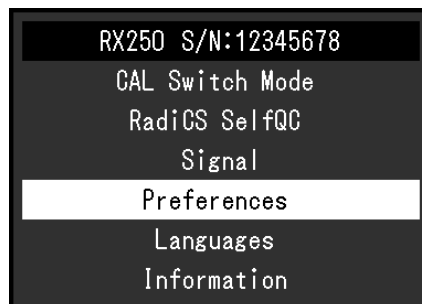 RX250 S/N:12345678
CAL Switch Mode
RadiCS SelfQC
Signal
Preferences
Languages
Information